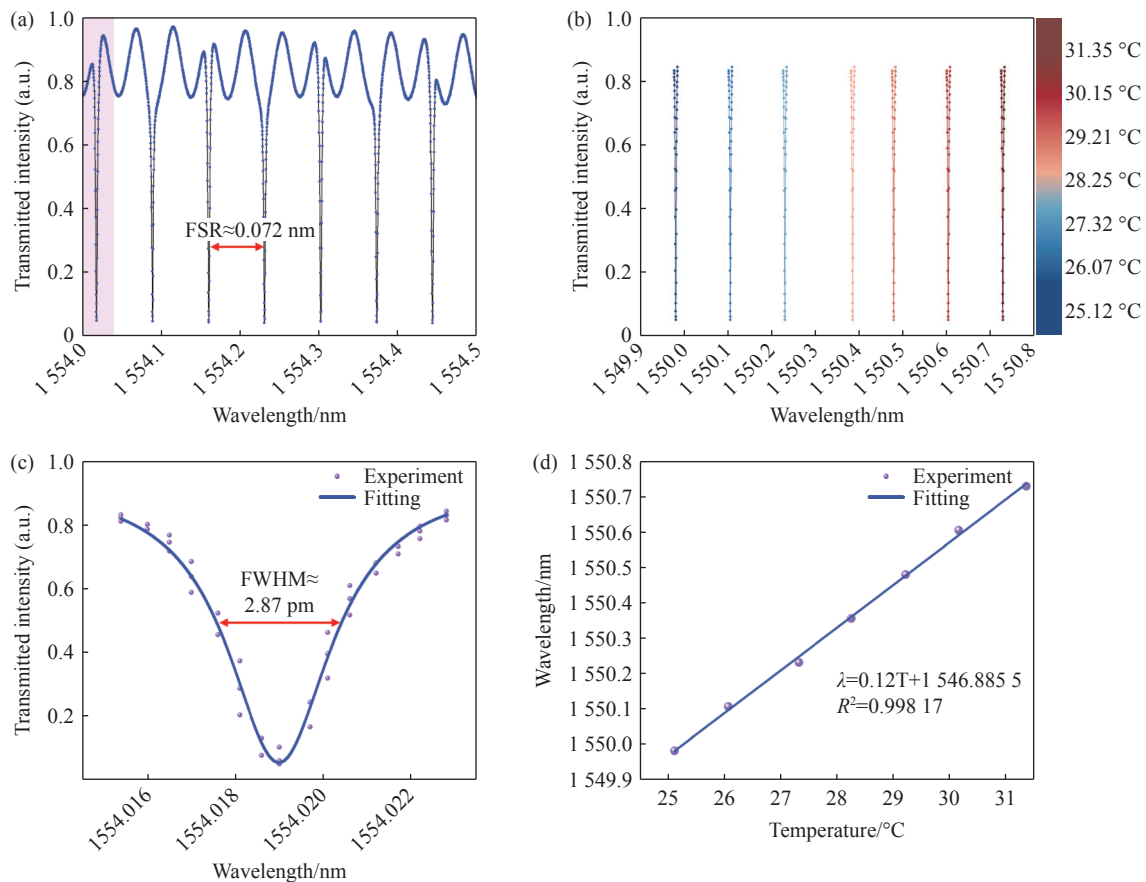 (a)
1.0
0.8
0.6
0.4
0.2
0
Transmitted intensity (a.u.)
FSR≈0.072 nm
1 554.0
1 554.1
1 554.2
1 554.3
1 554.4
1 554.5
Wavelength/nm
(b)
1.0
0.8
0.6
0.4
0.2
0
Transmitted intensity (a.u.)
1 549.9
1 550.0
1 550.1
1 550.2
1 550.3
1 550.4
1 550.5
1 550.6
1 550.7
15 50.8
Wavelength/nm
31.35 °C
30.15 °C
29.21 °C
28.25 °C
27.32 °C
26.07 °C
25.12 °C
(c)
1.0
0.8
0.6
0.4
0.2
Transmitted intensity (a.u.)
Experiment
Fitting
FWHM≈
2.87 pm
1554.016
1554.018
1554.020
1554.022
Wavelength/nm
(d)
1 550.8
1 550.7
1 550.6
1 550.5
1 550.4
1 550.3
1 550.2
1 550.1
1 550.0
1 549.9
Wavelength/nm
Experiment
Fitting
λ=0.12T+1 546.885 5
R²=0.998 17
25
26
27
28
29
30
31
Temperature/°C